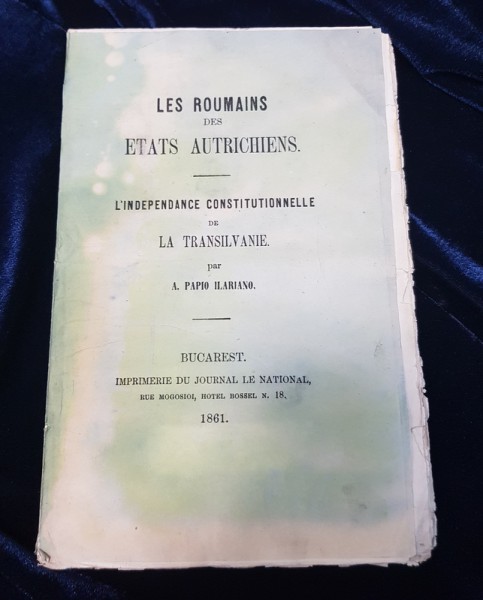 LES ROUMAINS
DES
ETATS AUTRICHIENS.
L'INDEPENDANCE CONSTITUTIONNELLE
DE
LA TRANSILVANIE.
par
A. PAPIO ILARIANO.
BUCAREST.
IMPRIMERIE DU JOURNAL LE NATIONAL,
RUE MOGOSIOI, HOTEL BOSSEL N. 18.
1861.